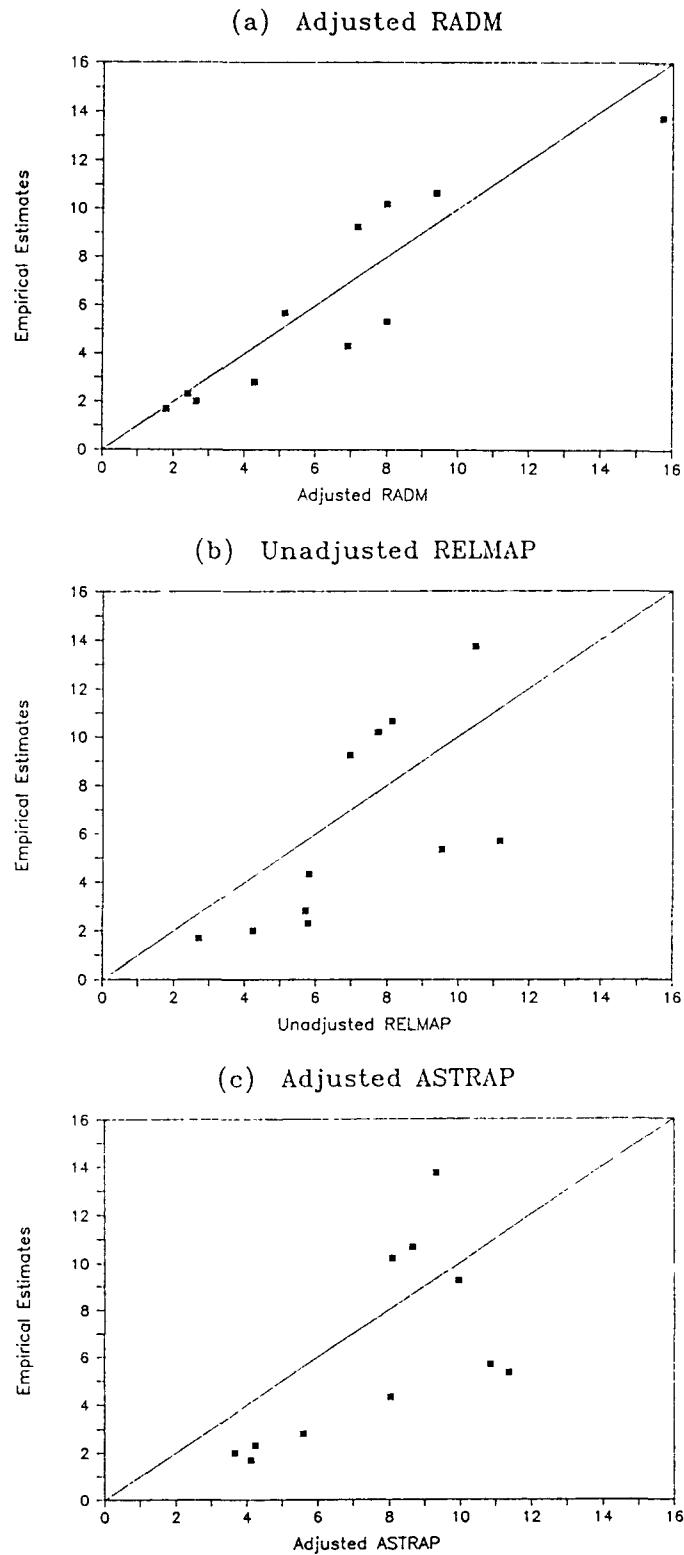 (a) Adjusted RADM
16
14
12
10
8
6
4
2
0
Empirical Estimates
0 2 4 6 8 10 12 14 16
Adjusted RADM
(b) Unadjusted RELMAP
16
14
12
10
8
6
4
2
0
Empirical Estimates
0 2 4 6 8 10 12 14 16
Unadjusted RELMAP
(c) Adjusted ASTRAP
16
14
12
10
8
6
4
2
0
Empirical Estimates
0 2 4 6 8 10 12 14 16
Adjusted ASTRAP